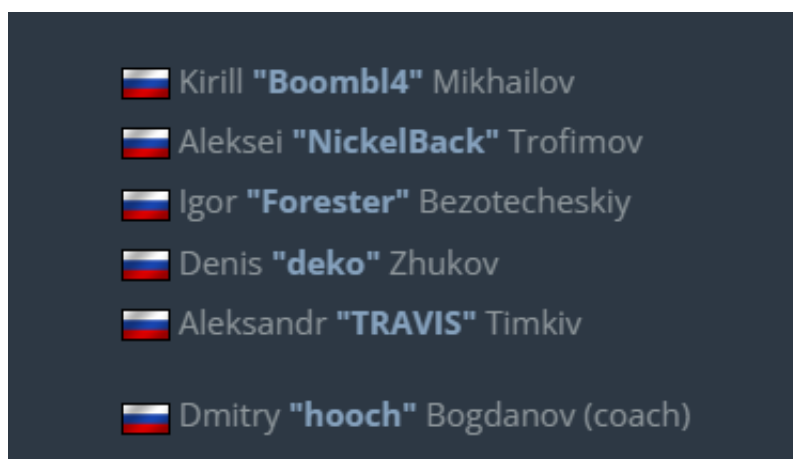 Kirill "Boombl4" Mikhailov
Aleksei "NickelBack" Trofimov
Igor "Forester" Bezotecheskiy
Denis "deko" Zhukov
Aleksandr "TRAVIS" Timkiv
Dmitry "hooch" Bogdanov (coach)